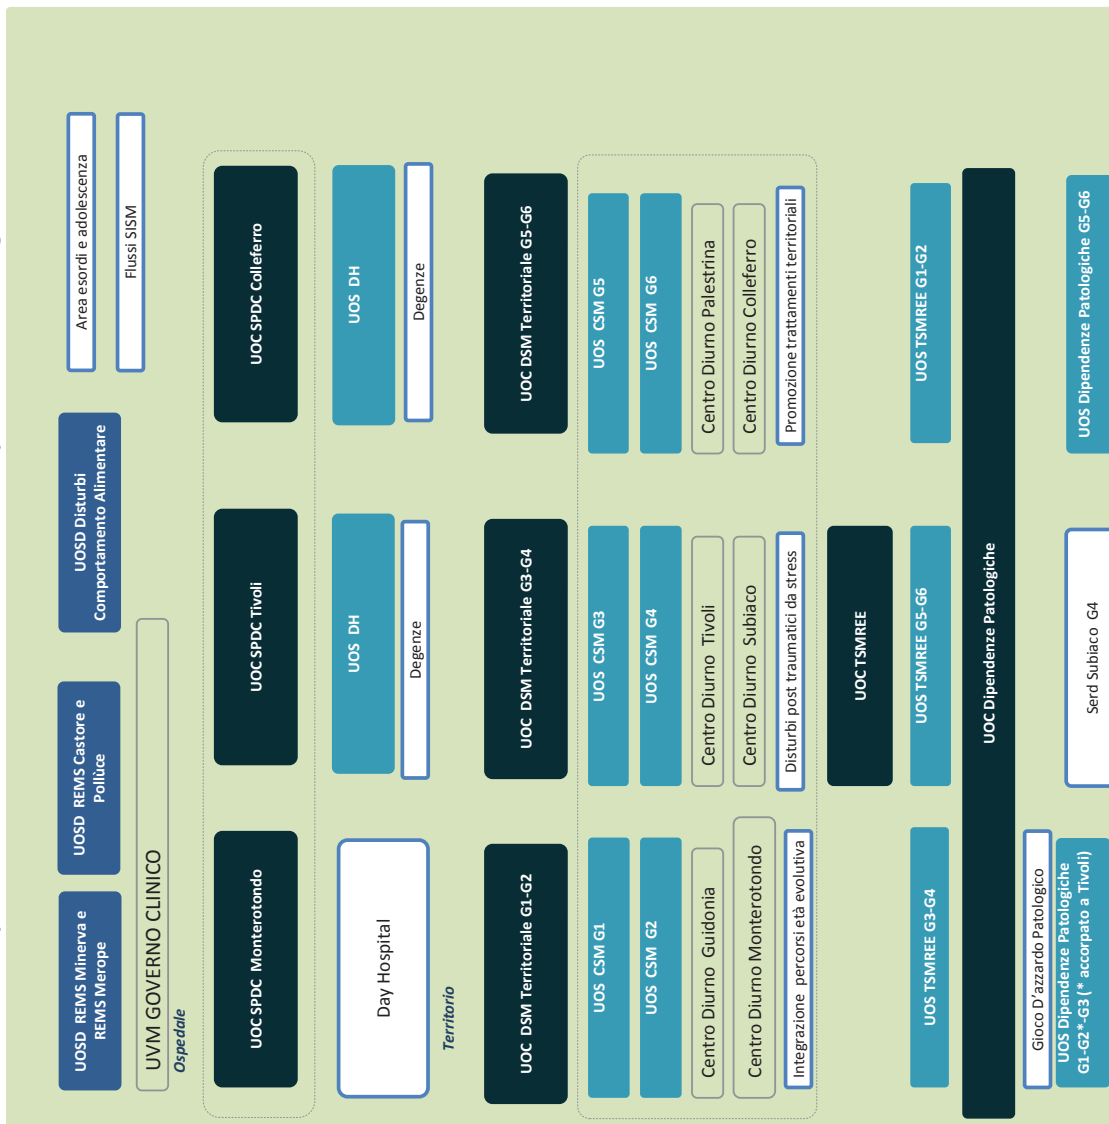 UOSD REMS Minerva e
REMS Merope
UOSD REMS Castore e
Pollùce
UOSD Disturbi
Comportamento Alimentare
Area esordi e adolescenza
Flussi SISM
UVM GOVERNO CLINICO
Ospedale
UOC SPDC Monterotondo
UOC SPDC Tivoli
UOC SPDC Colleferro
Day Hospital
UOS DH
UOS DH
Degenze
Degenze
Territorio
UOC DSM Territoriale G1-G2
UOC DSM Territoriale G3-G4
UOC DSM Territoriale G5-G6
UOS CSM G1
UOS CSM G3
UOS CSM G5
UOS CSM G2
UOS CSM G4
UOS CSM G6
Centro Diurno Guidonia
Centro Diurno Tivoli
Centro Diurno Palestrina
Centro Diurno Monterotondo
Centro Diurno Subiaco
Centro Diurno Colleferro
Integrazione percorsi età evolutiva
Disturbi post traumatici da stress
Promozione trattamenti territoriali
UOC TSMREE
UOS TSMREE G3-G4
UOS TSMREE G5-G6
UOS TSMREE G1-G2
UOC Dipendenze Patologiche
Gioco D'azzardo Patologico
UOS Dipendenze Patologiche
G1-G2*-G3 (* accorpato a Tivoli)
Serd Subiaco G4
UOS Dipendenze Patologiche G5-G6